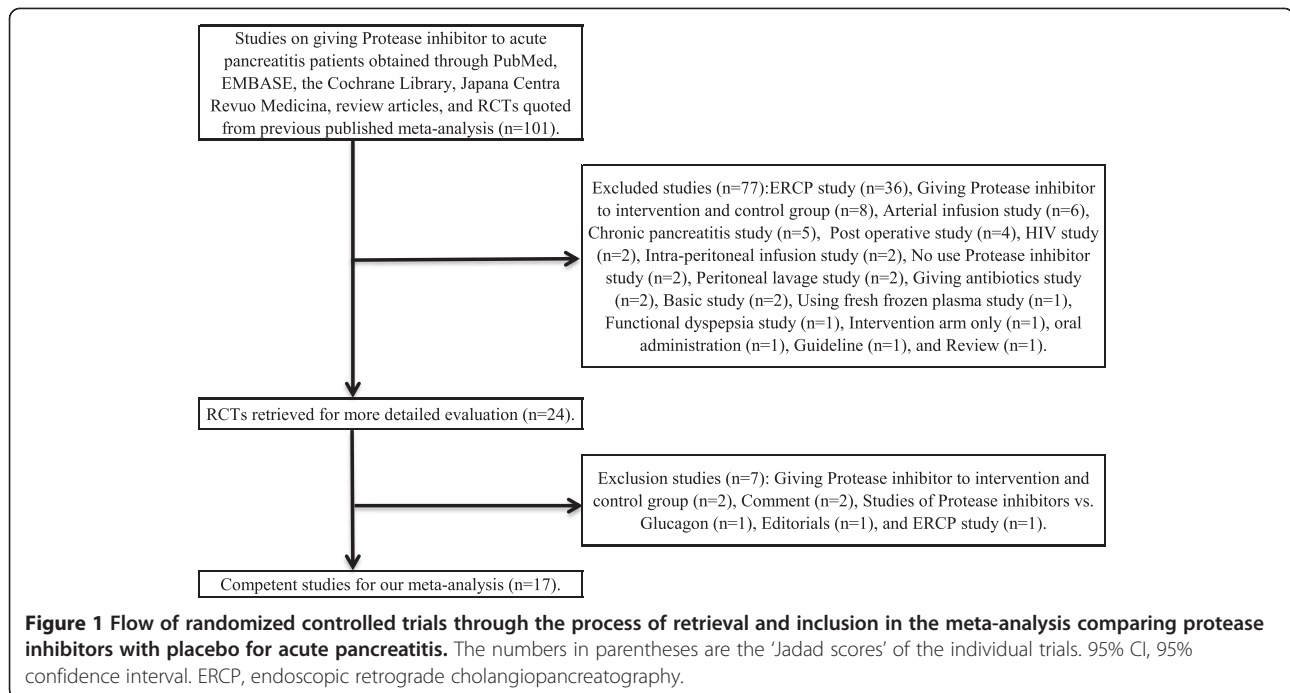 Studies on giving Protease inhibitor to acute
pancreatitis patients obtained through PubMed,
EMBASE, the Cochrane Library, Japana Centra
Revuo Medicina, review articles, and RCTs quoted
from previous published meta-analysis (n=101).
Excluded studies (n=77):ERCP study (n=36), Giving Protease inhibitor
to intervention and control group (n=8), Arterial infusion study (n=6),
Chronic pancreatitis study (n=5), Post operative study (n=4), HIV study
(n=2), Intra-peritoneal infusion study (n=2), No use Protease inhibitor
study (n=2), Peritoneal lavage study (n=2), Giving antibiotics study
(n=2), Basic study (n=2), Using fresh frozen plasma study (n=1),
Functional dyspepsia study (n=1), Intervention arm only (n=1), oral
administration (n=1), Guideline (n=1), and Review (n=1).
RCTs retrieved for more detailed evaluation (n=24).
Exclusion studies (n=7): Giving Protease inhibitor to intervention and
control group (n=2), Comment (n=2), Studies of Protease inhibitors vs.
Glucagon (n=1), Editorials (n=1), and ERCP study (n=1).
Competent studies for our meta-analysis (n=17).
Figure 1 Flow of randomized controlled trials through the process of retrieval and inclusion in the meta-analysis comparing protease
inhibitors with placebo for acute pancreatitis. The numbers in parentheses are the 'Jadad scores' of the individual trials. 95% CI, 95%
confidence interval. ERCP, endoscopic retrograde cholangiopancreatography.